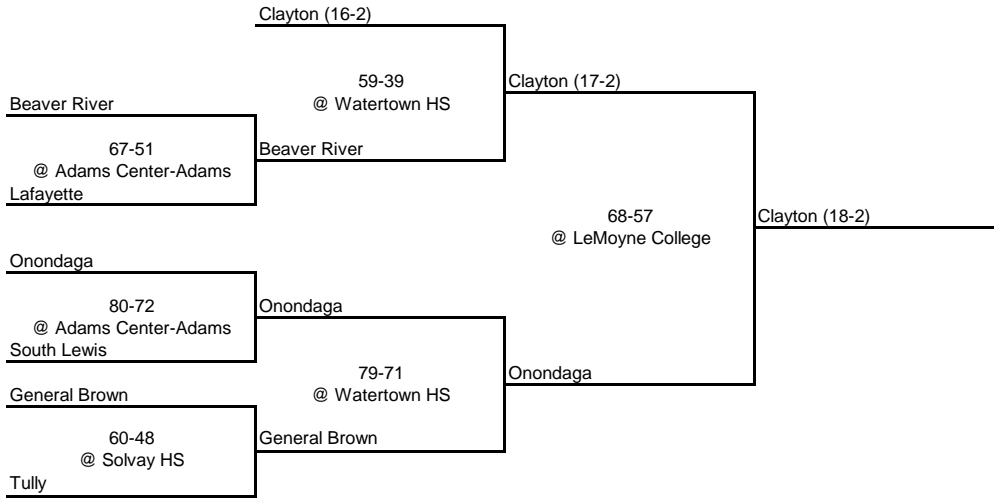 Clayton (16-2)
59-39
@ Watertown HS
Clayton (17-2)
Beaver River
67-51
@ Adams Center-Adams
Lafayette
Beaver River
68-57
@ LeMoyne College
Clayton (18-2)
Onondaga
80-72
@ Adams Center-Adams
South Lewis
Onondaga
79-71
@ Watertown HS
Onondaga
General Brown
60-48
@ Solvay HS
Tully
General Brown